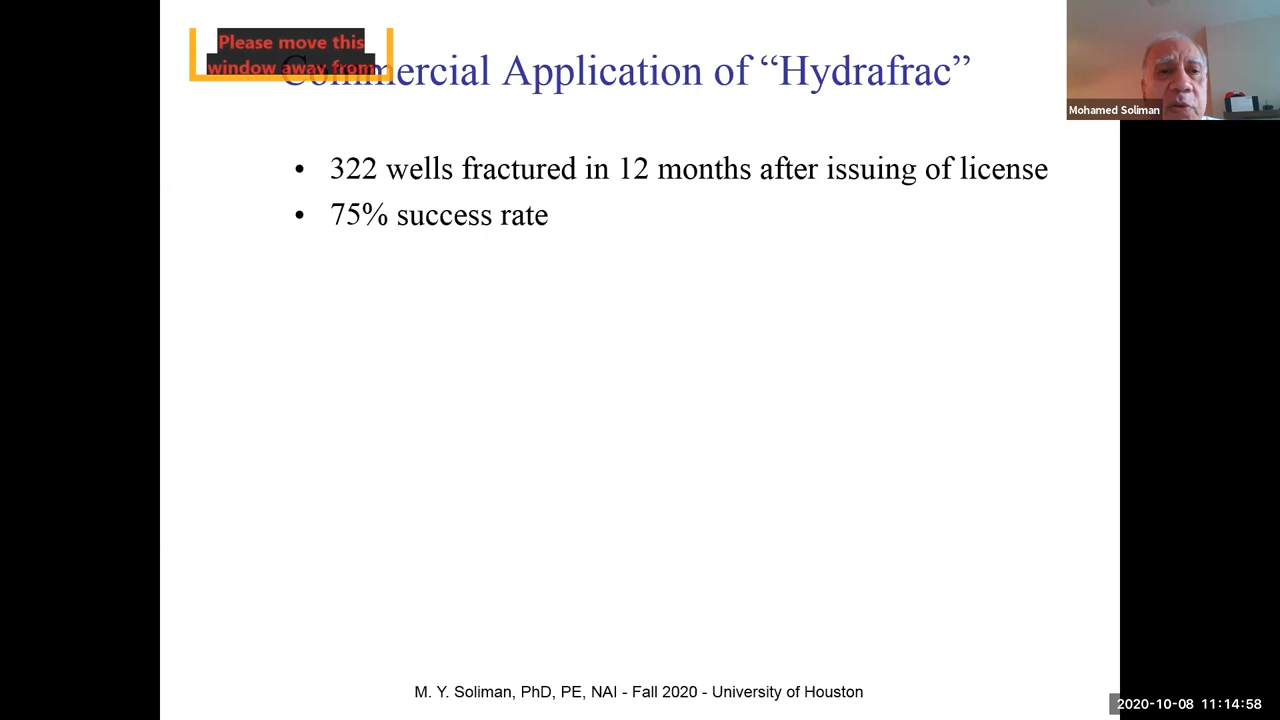 Please move this
window away from
Commercial Application of “Hydrafrac”
Mohamed Soliman
• 322 wells fractured in 12 months after issuing of license
• 75% success rate
M. Y. Soliman, PhD, PE, NAI - Fall 2020 - University of Houston
2020-10-08 11:14:58